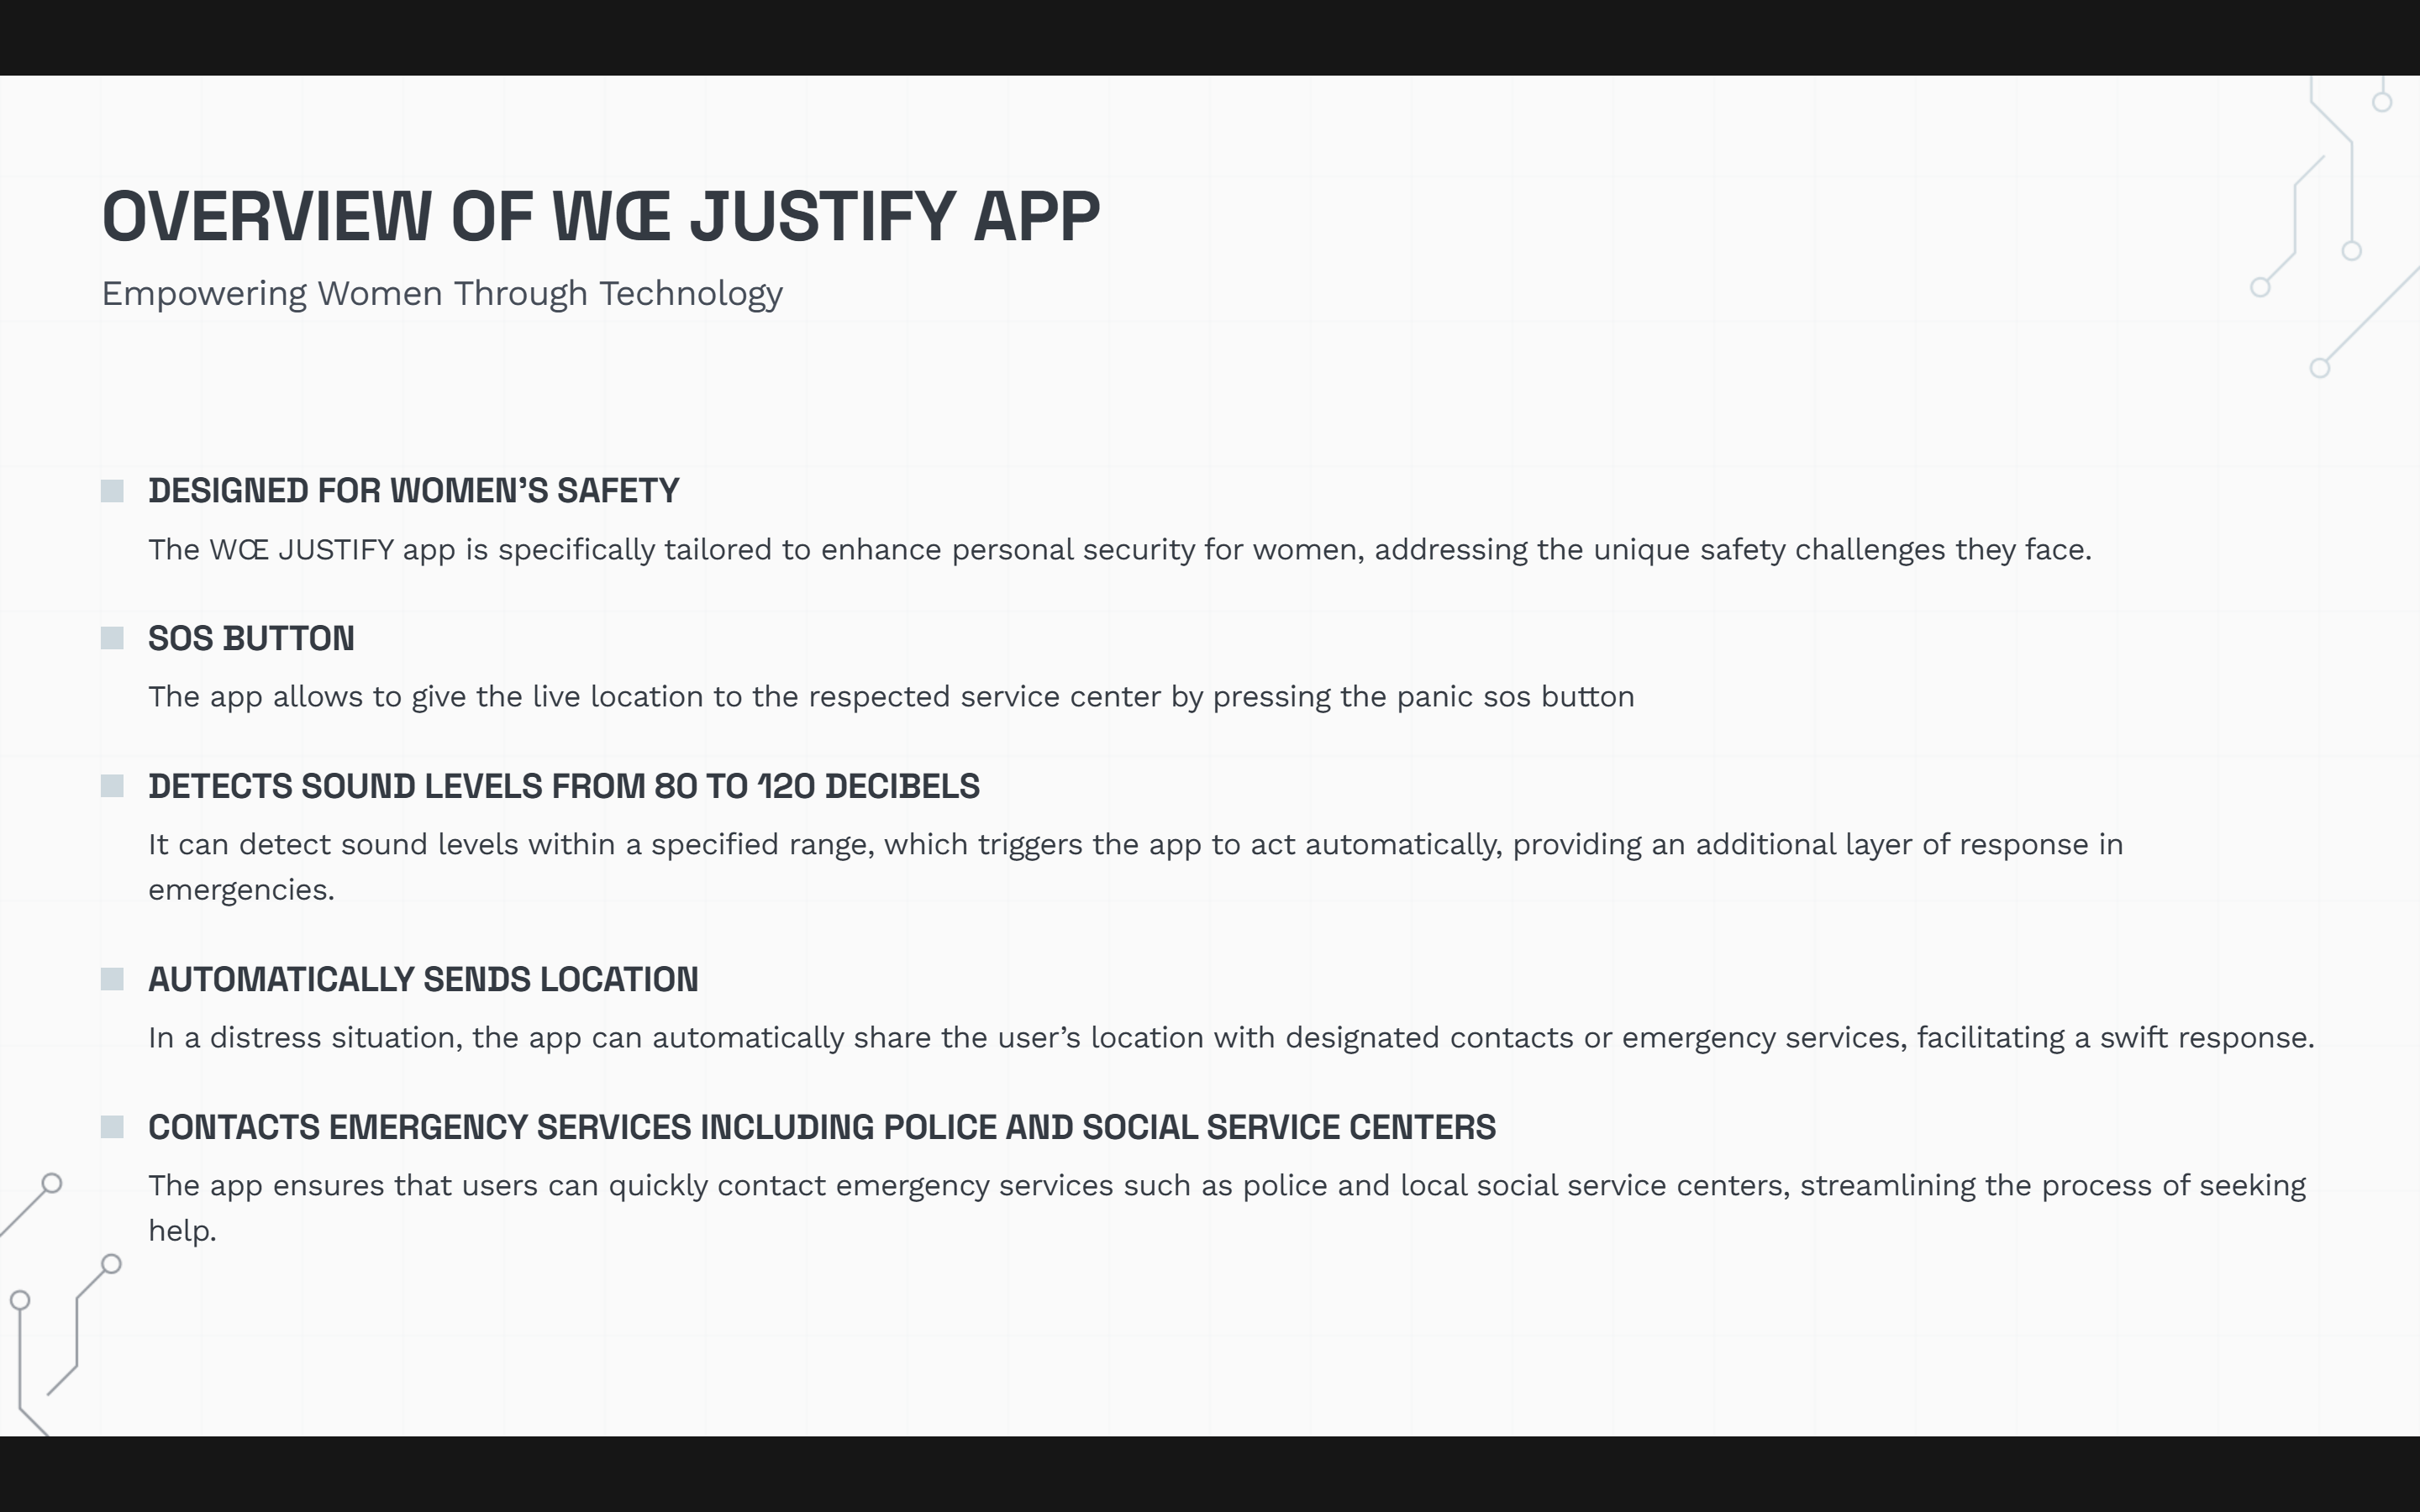 OVERVIEW OF WŒ JUSTIFY APP
Empowering Women Through Technology
DESIGNED FOR WOMEN’S SAFETY
The WŒ JUSTIFY app is specifically tailored to enhance personal security for women, addressing the unique safety challenges they face.
SOS BUTTON
The app allows to give the live location to the respected service center by pressing the panic sos button
DETECTS SOUND LEVELS FROM 80 TO 120 DECIBELS
It can detect sound levels within a specified range, which triggers the app to act automatically, providing an additional layer of response in
emergencies.
AUTOMATICALLY SENDS LOCATION
In a distress situation, the app can automatically share the user’s location with designated contacts or emergency services, facilitating a swift response.
CONTACTS EMERGENCY SERVICES INCLUDING POLICE AND SOCIAL SERVICE CENTERS
The app ensures that users can quickly contact emergency services such as police and local social service centers, streamlining the process of seeking
help.